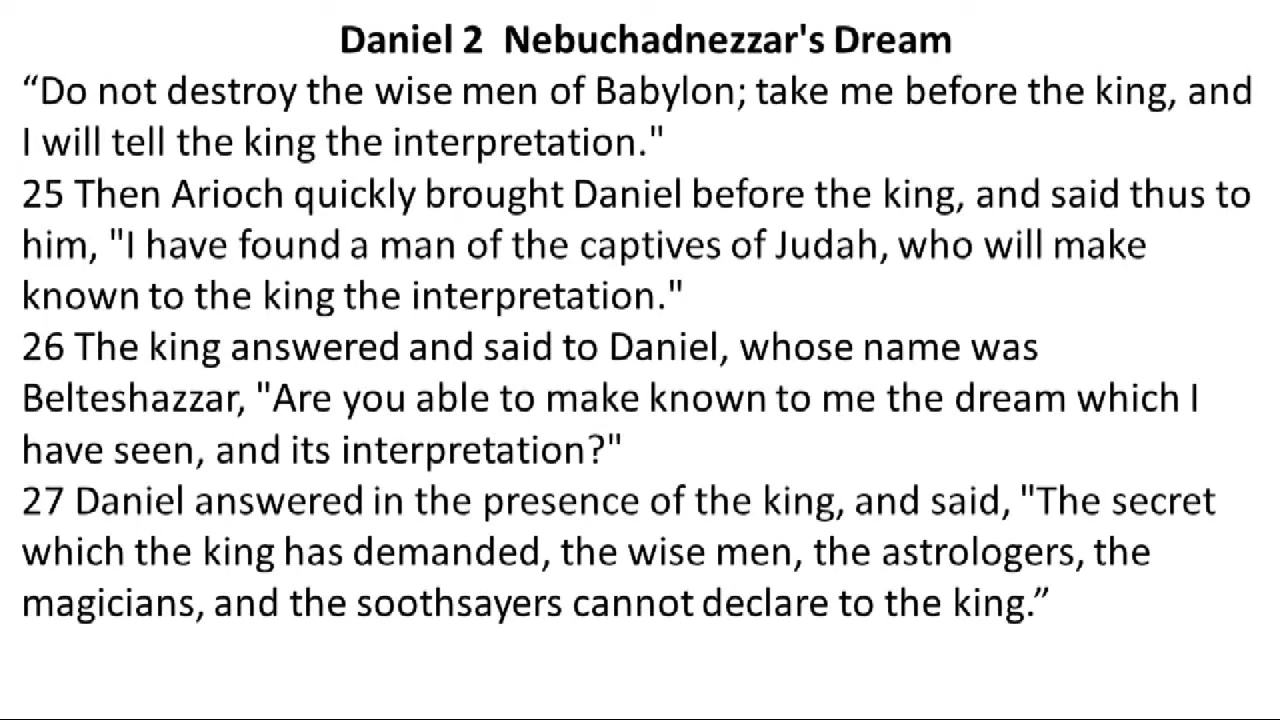 Daniel 2  Nebuchadnezzar's Dream
“Do not destroy the wise men of Babylon; take me before the king, and
I will tell the king the interpretation."
25 Then Arioch quickly brought Daniel before the king, and said thus to
him, "I have found a man of the captives of Judah, who will make
known to the king the interpretation."
26 The king answered and said to Daniel, whose name was
Belteshazzar, "Are you able to make known to me the dream which I
have seen, and its interpretation?"
27 Daniel answered in the presence of the king, and said, "The secret
which the king has demanded, the wise men, the astrologers, the
magicians, and the soothsayers cannot declare to the king.”